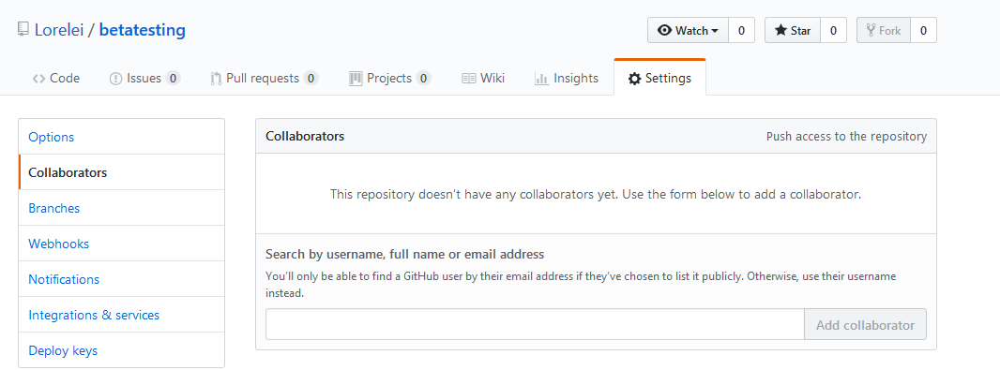 Lorelei / betatesting
Watch 0 Star 0 Fork 0
Code Issues 0 Pull requests 0 Projects 0 Wiki Insights Settings
Options
Collaborators
Branches
Webhooks
Notifications
Integrations & services
Deploy keys
Collaborators Push access to the repository
This repository doesn't have any collaborators yet. Use the form below to add a collaborator.
Search by username, full name or email address
You'll only be able to find a GitHub user by their email address if they've chosen to list it publicly. Otherwise, use their username
instead.
Add collaborator